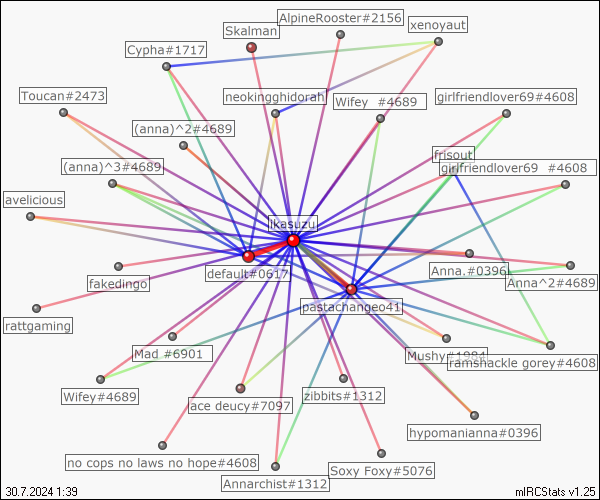 AlpineRooster#2156
xenoyaut
Skalman
Cypha#1717
Toucan#2473
neokingghidorah
Wifey #4689
girlfriendlover69#4608
(anna)^2#4689
frisout
(anna)^3#4689
girlfriendlover69 #4608
avelicious
ikasuzu
default#0617
fakedingo
Anna.#0396
Anna^2#4689
pastachangeo41
rattgaming
Mad #6901
Mushy#1984
ramshackle gorey#4608
Wifey#4689
zibbits#1312
ace deucy#7097
hypomanianna#0396
no cops no laws no hope#4608
Soxy Foxy#5076
Annarchist#1312
30.7.2024 1:39
mIRCStats v1.25